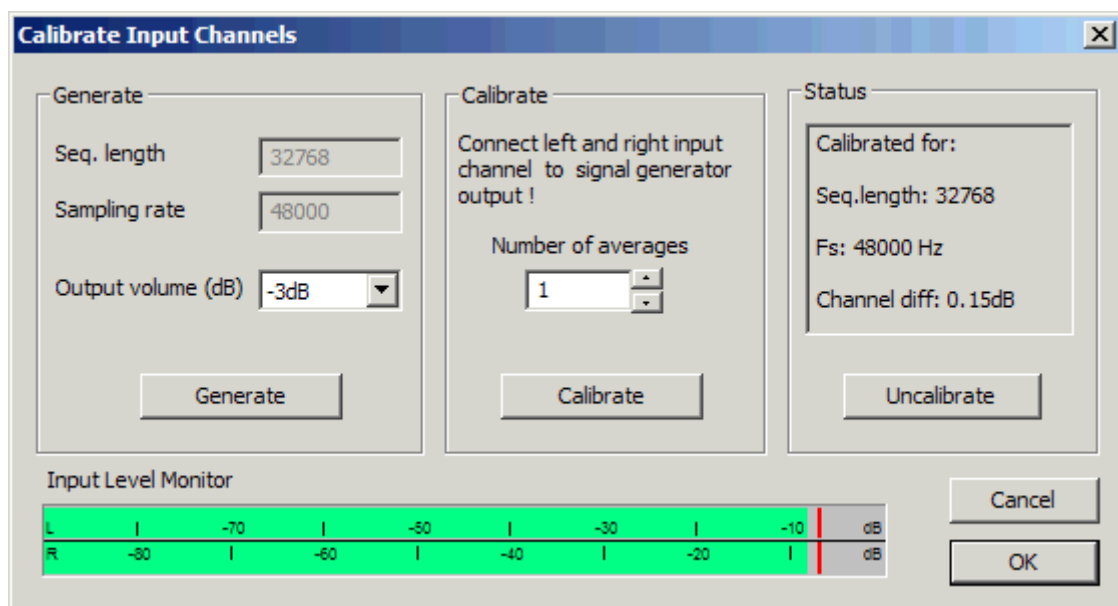 Calibrate Input Channels
Generate
Seq. length
32768
Sampling rate
48000
Output volume (dB)
-3dB
Generate
Calibrate
Connect left and right input
channel to signal generator
output !
Number of averages
1
Calibrate
Status
Calibrated for:
Seq.length: 32768
Fs: 48000 Hz
Channel diff: 0.15dB
Uncalibrate
Input Level Monitor
L -70 -50 -30 -10 dB
R -80 -60 -40 -20 dB
Cancel
OK